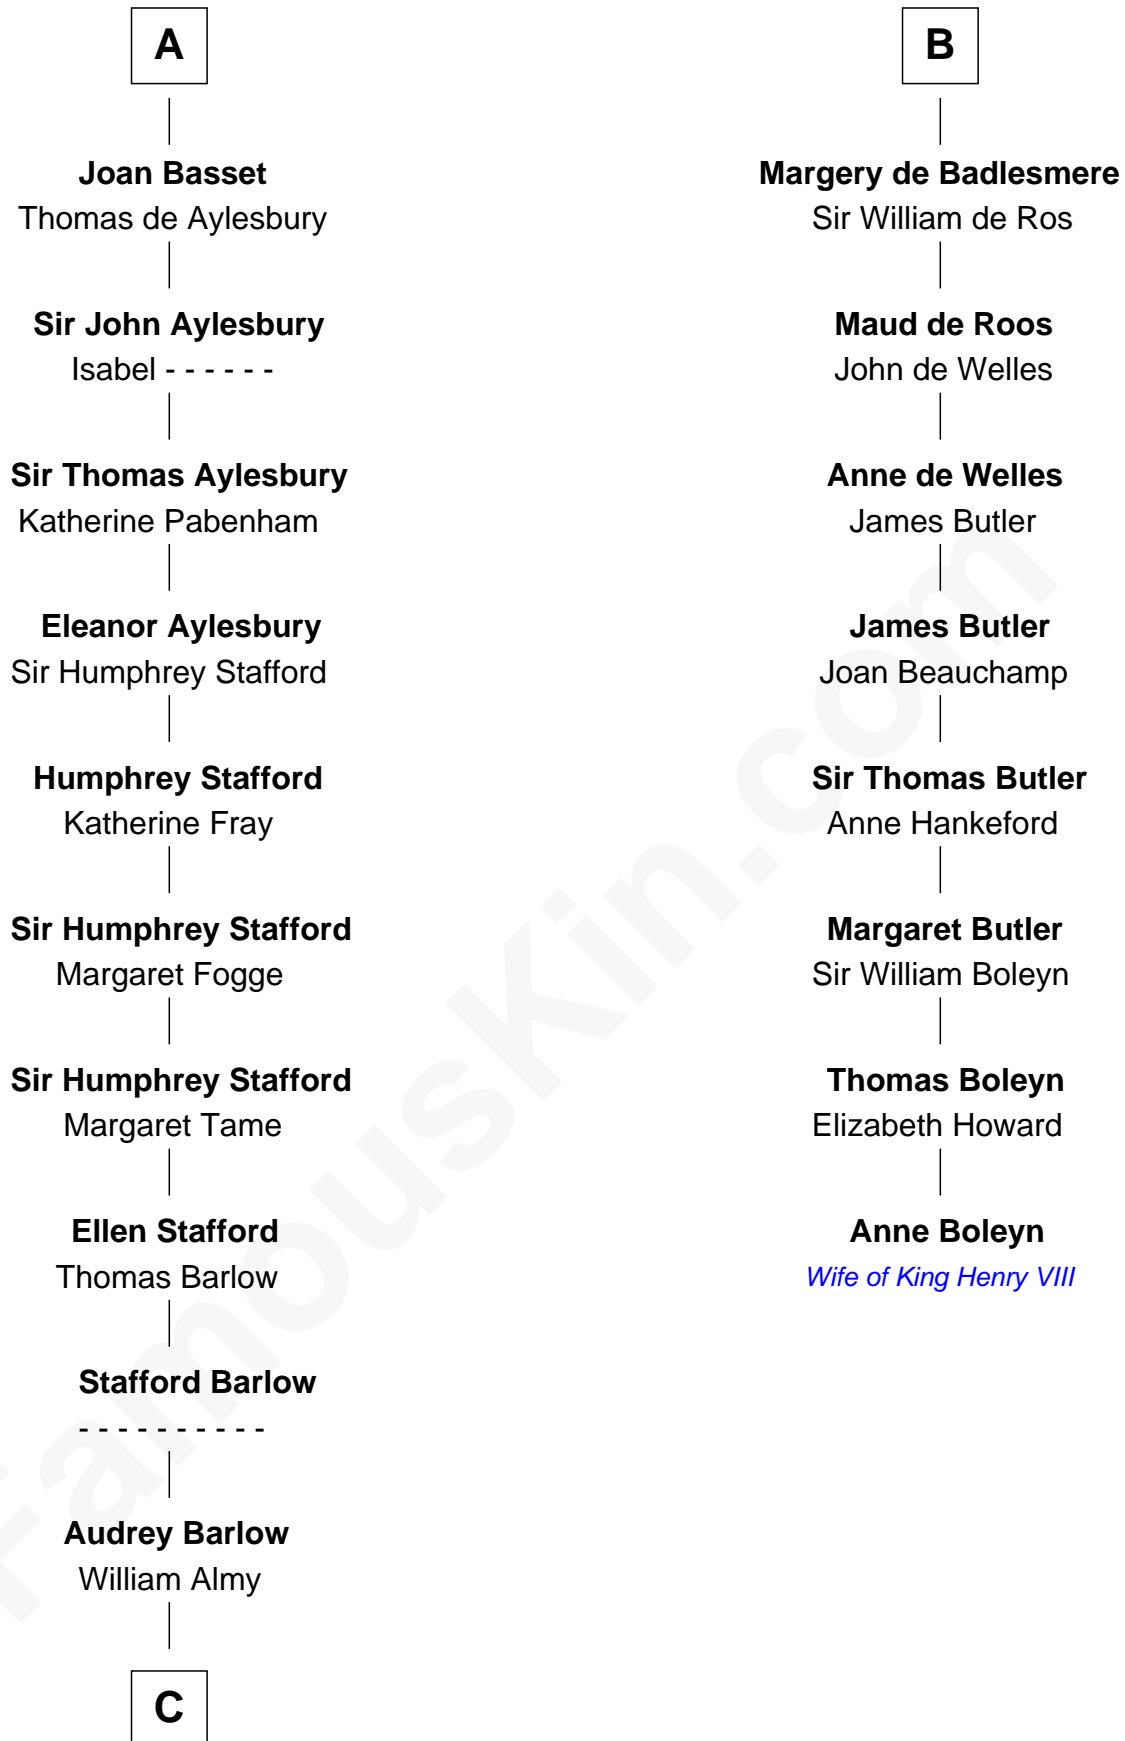 A
Joan Basset
Thomas de Aylesbury
Sir John Aylesbury
Isabel - - - - - -
Sir Thomas Aylesbury
Katherine Pabenham
Eleanor Aylesbury
Sir Humphrey Stafford
Humphrey Stafford
Katherine Fray
Sir Humphrey Stafford
Margaret Fogge
Sir Humphrey Stafford
Margaret Tame
Ellen Stafford
Thomas Barlow
Stafford Barlow
- - - - - - - - - -
Audrey Barlow
William Almy
C
B
Margery de Badlesmere
Sir William de Ros
Maud de Roos
John de Welles
Anne de Welles
James Butler
James Butler
Joan Beauchamp
Sir Thomas Butler
Anne Hankeford
Margaret Butler
Sir William Boleyn
Thomas Boleyn
Elizabeth Howard
Anne Boleyn
Wife of King Henry VIII
FamousKin.com